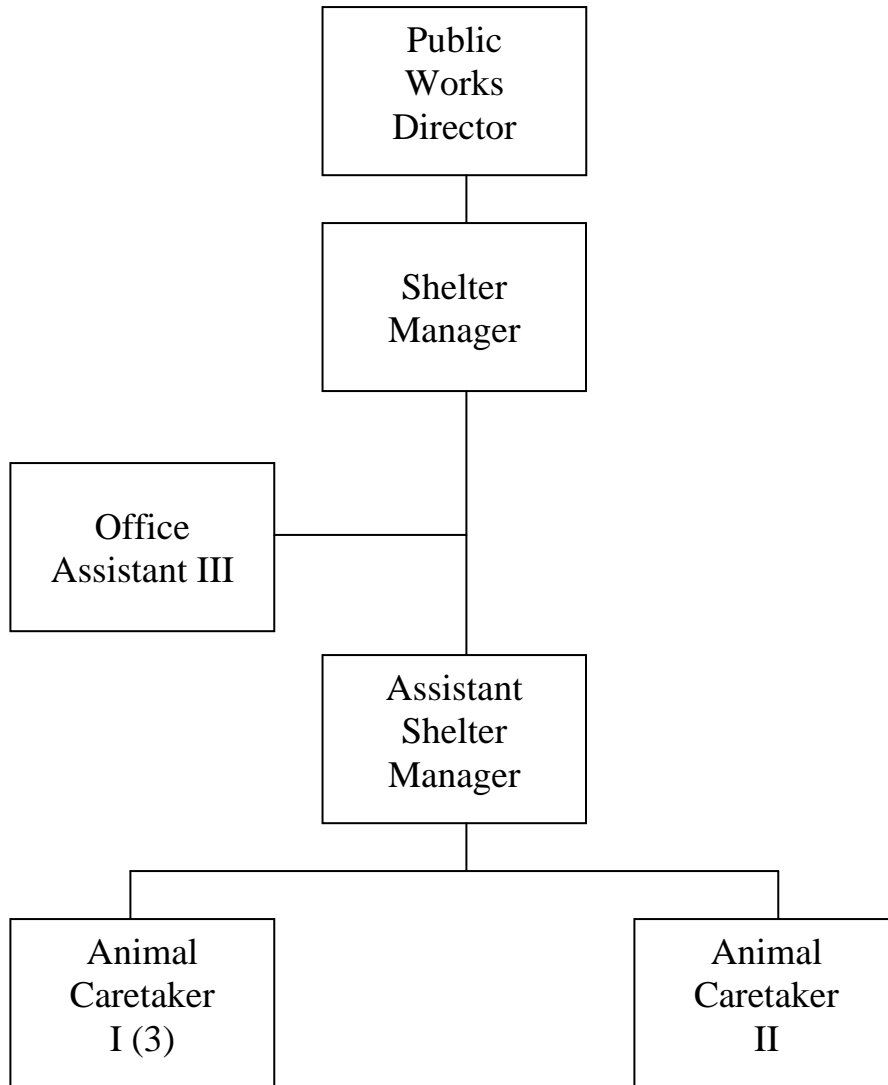 Public
Works
Director
Shelter
Manager
Office
Assistant III
Assistant
Shelter
Manager
Animal
Caretaker
I (3)
Animal
Caretaker
II